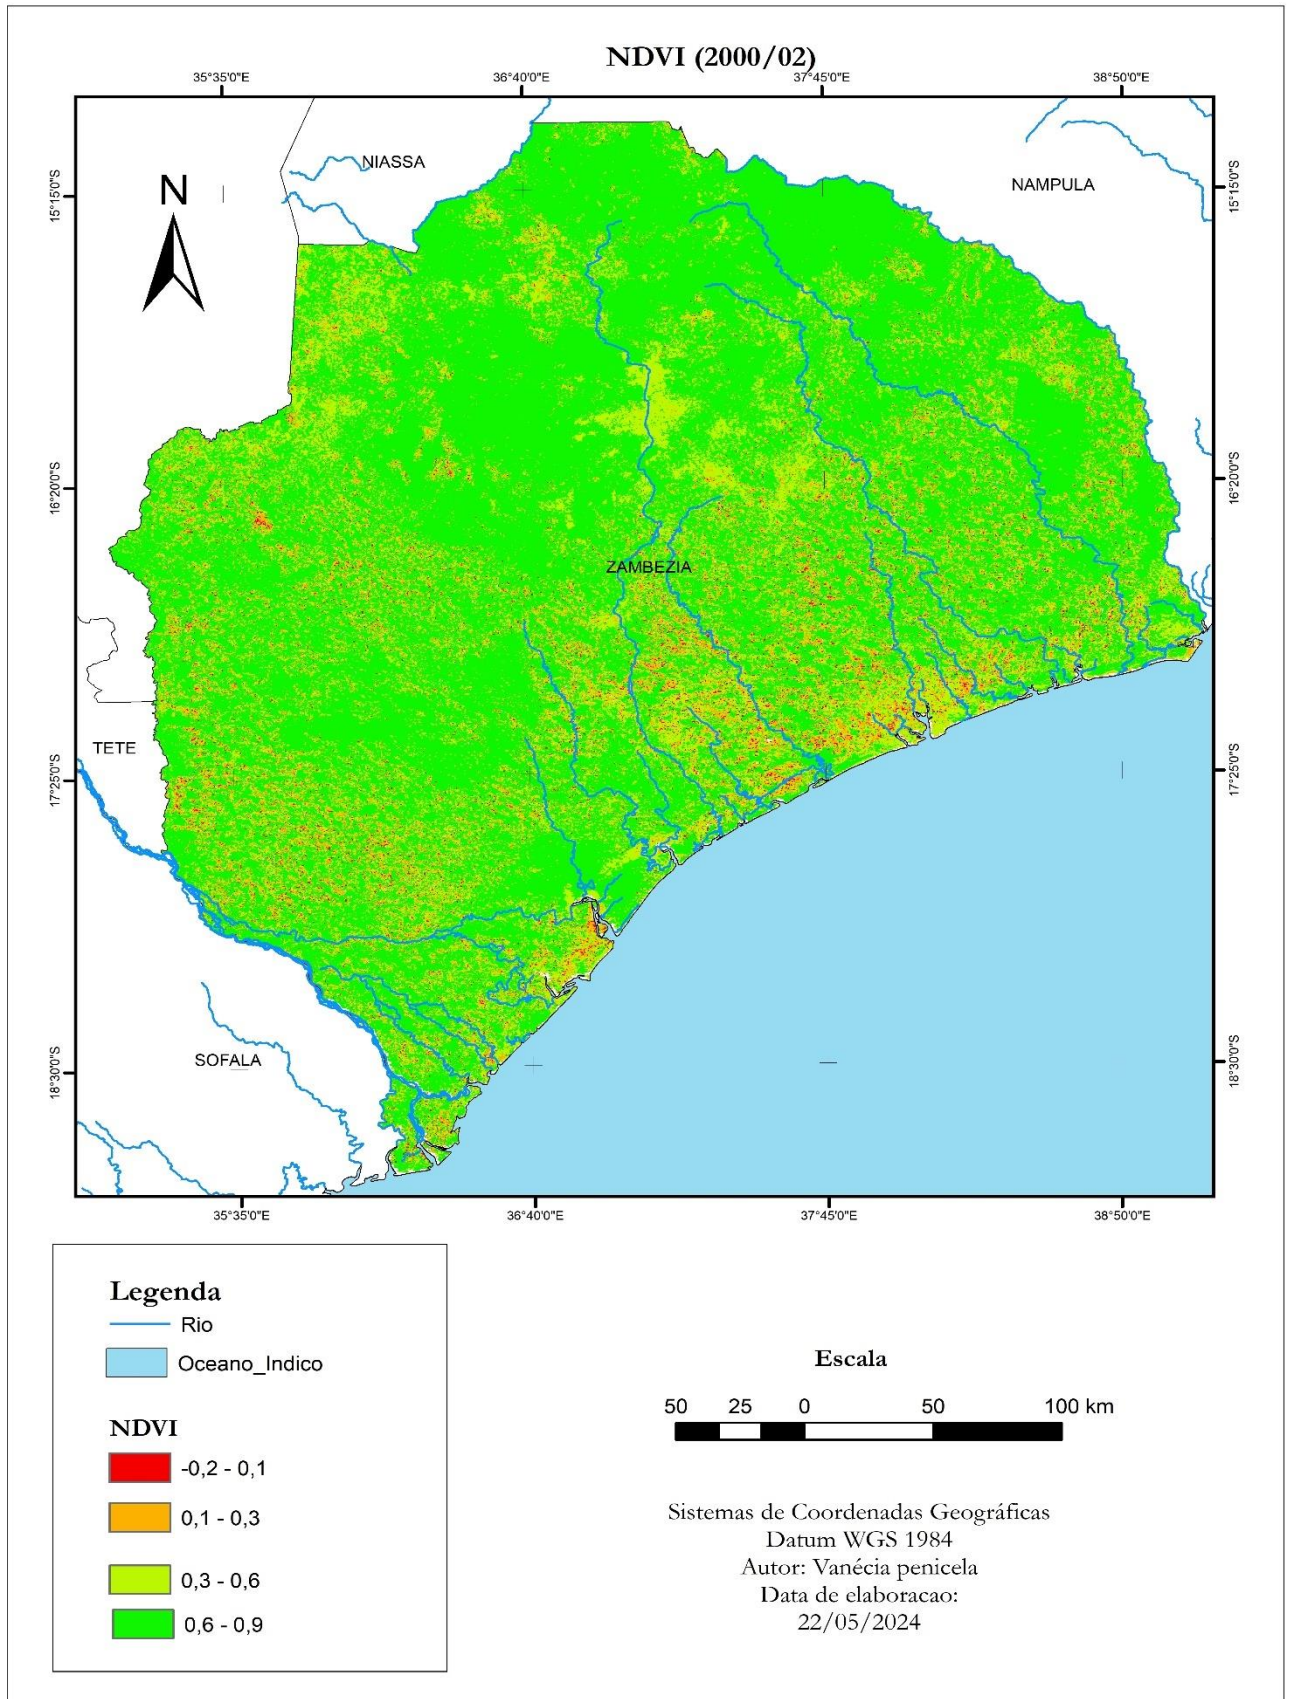 NDVI (2000/02)
35°35'0"E
36°40'0"E
37°45'0"E
38°50'0"E
N
NIASSA
NAMPULA
15°15'0"S
15°15'0"S
16°20'0"S
16°20'0"S
ZAMBEZIA
TETE
17°25'0"S
17°25'0"S
SOFALA
18°30'0"S
18°30'0"S
35°35'0"E
36°40'0"E
37°45'0"E
38°50'0"E
Legenda
Rio
Oceano_Indico
NDVI
-0,2 - 0,1
0,1 - 0,3
0,3 - 0,6
0,6 - 0,9
Escala
50 25 0 50 100 km
Sistemas de Coordenadas Geográficas
Datum WGS 1984
Autor: Vanécia penicela
Data de elaboracao:
22/05/2024